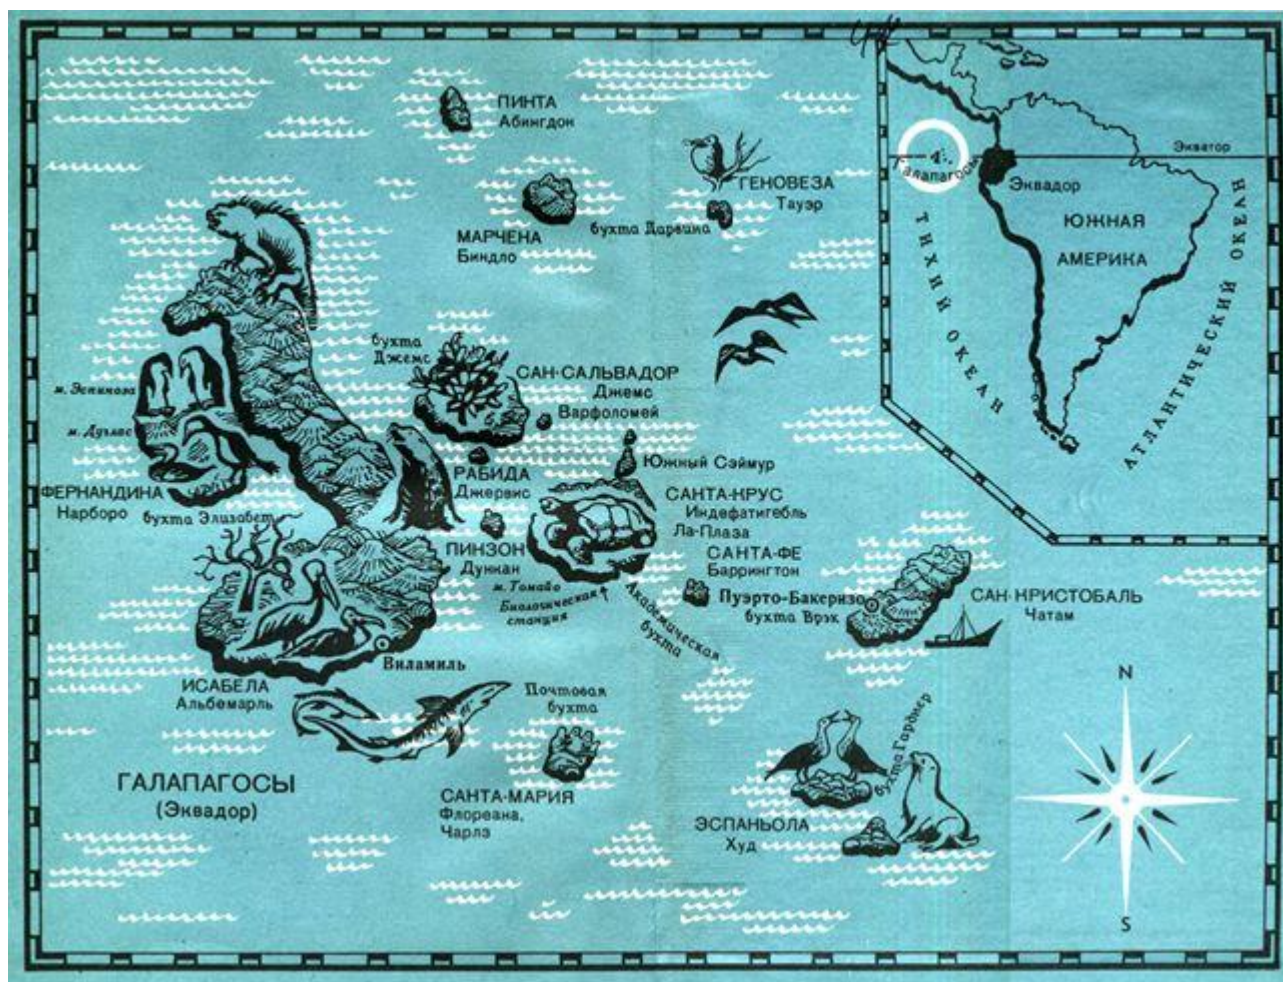 ПИНТА
Абингдон
ГЕНОВЕЗА
Тауэр
бухта Дарвина
МАРЧЕНА
Биндло
Экватор
Галапагосы
Эквадор
ЮЖНАЯ
АМЕРИКА
ТИХИЙ ОКЕАН
АТЛАНТИЧЕСКИЙ ОКЕАН
бухта
Джемс
САН-САЛЬВАДОР
Джемс
Варфоломей
м. Эспиноза
м. Дуглас
ФЕРНАНДИНА
Нарборо
бухта Элизабет
РАБИДА
Джервис
Южный Сэймур
САНТА-КРУС
Индефатигебль
Ла-Плаза
ПИНЗОН
Дункан
САНТА-ФЕ
Баррингтон
м. Томайо
Биологическая
станция
Академическая
бухта
Пуэрто-Бакеризо
бухта Врэк
САН-КРИСТОБАЛЬ
Чатам
Виламиль
ИСАБЕЛА
Альбемарль
Почтовая
бухта
САНТА-МАРИЯ
Флореана,
Чарлз
бухта Гарднер
ЭСПАНЬОЛА
Худ
ГАЛАПАГОСЫ
(Эквадор)
N
S